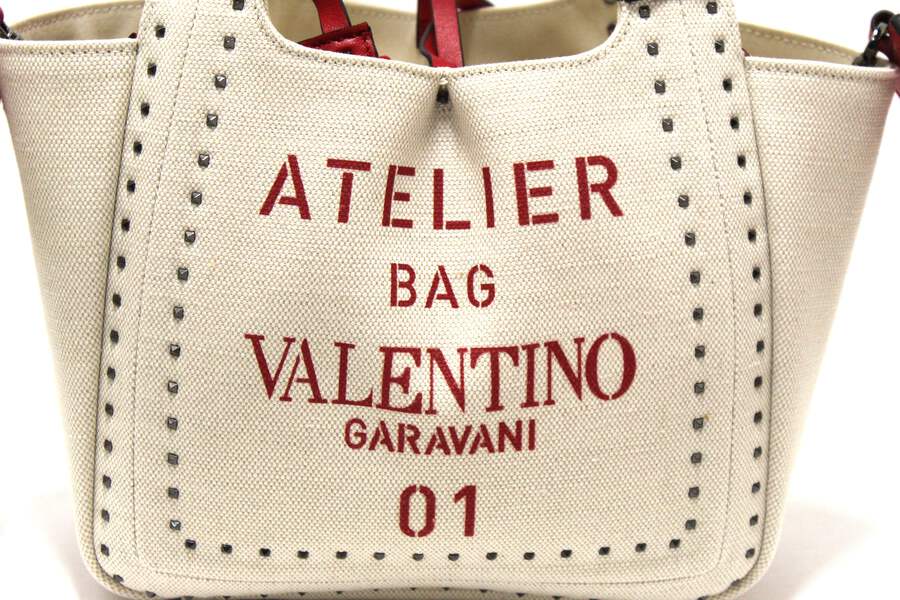 ATELIER
BAG
VALENTINO
GARAVANI
01